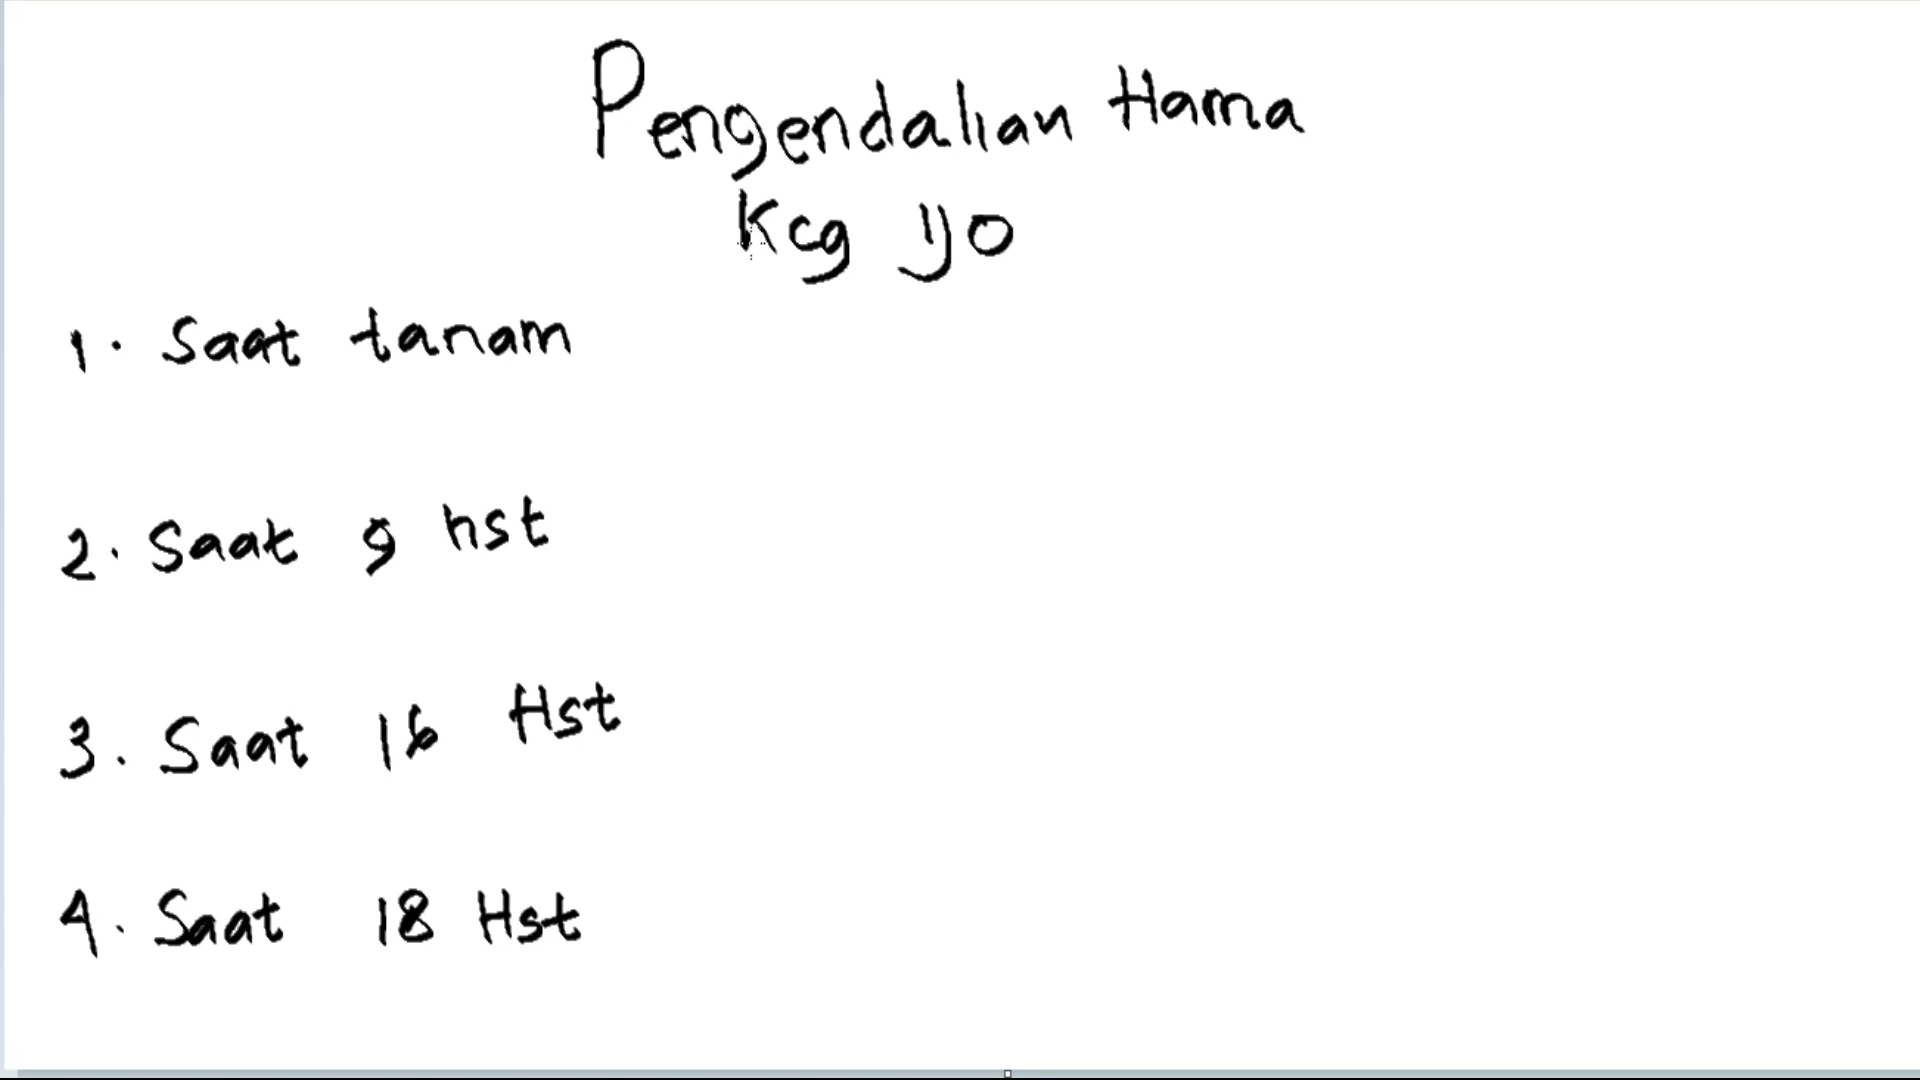 Pengendalian Hama
Kcg ijo
1. Saat tanam
2. Saat 9 hst
3. Saat 16 Hst
4. Saat 18 Hst